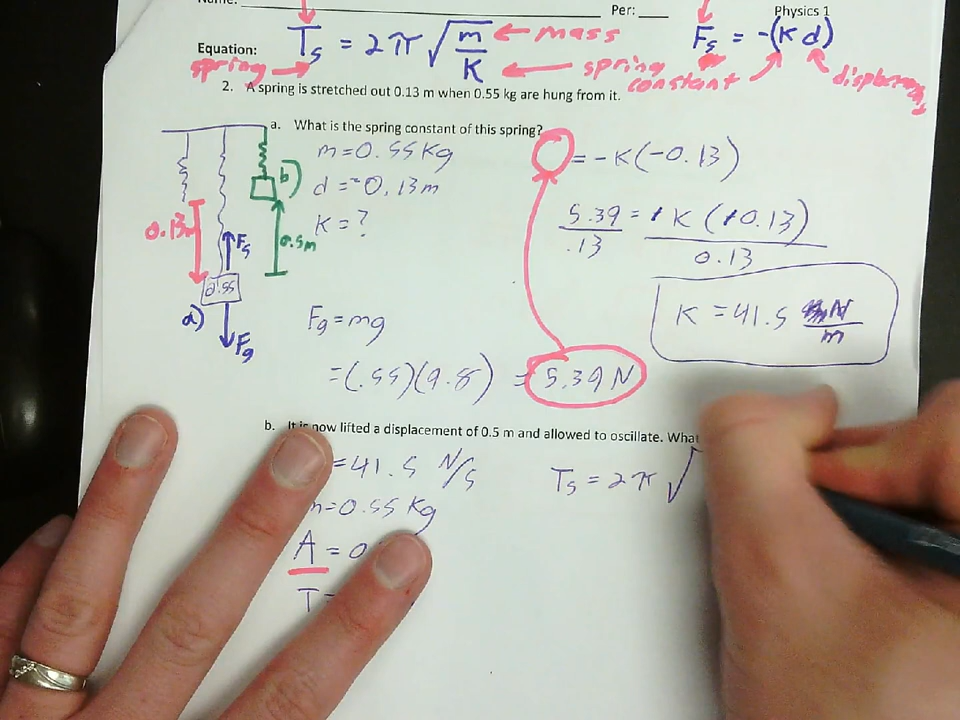 Name: Per: Physics 1
Equation: Ts = 2π √m/K ← mass Fs = -(K d)
spring → ← spring constant
2. A spring is stretched out 0.13 m when 0.55 kg are hung from it.
a. What is the spring constant of this spring?
m = 0.55 Kg
d = -0.13 m
K = ?
b)
0.13m
0.5m
Fs
0.55
a)
Fg
Fg = mg
= (.55)(9.8) = 5.39 N
= -K(-0.13)
5.39 = +K (+0.13)
.13 0.13
K = 41.5 N/m
b. It is now lifted a displacement of 0.5 m and allowed to oscillate. What
= 41.5 N/s
Ts = 2π √
m = 0.55 Kg
A = 0
T =